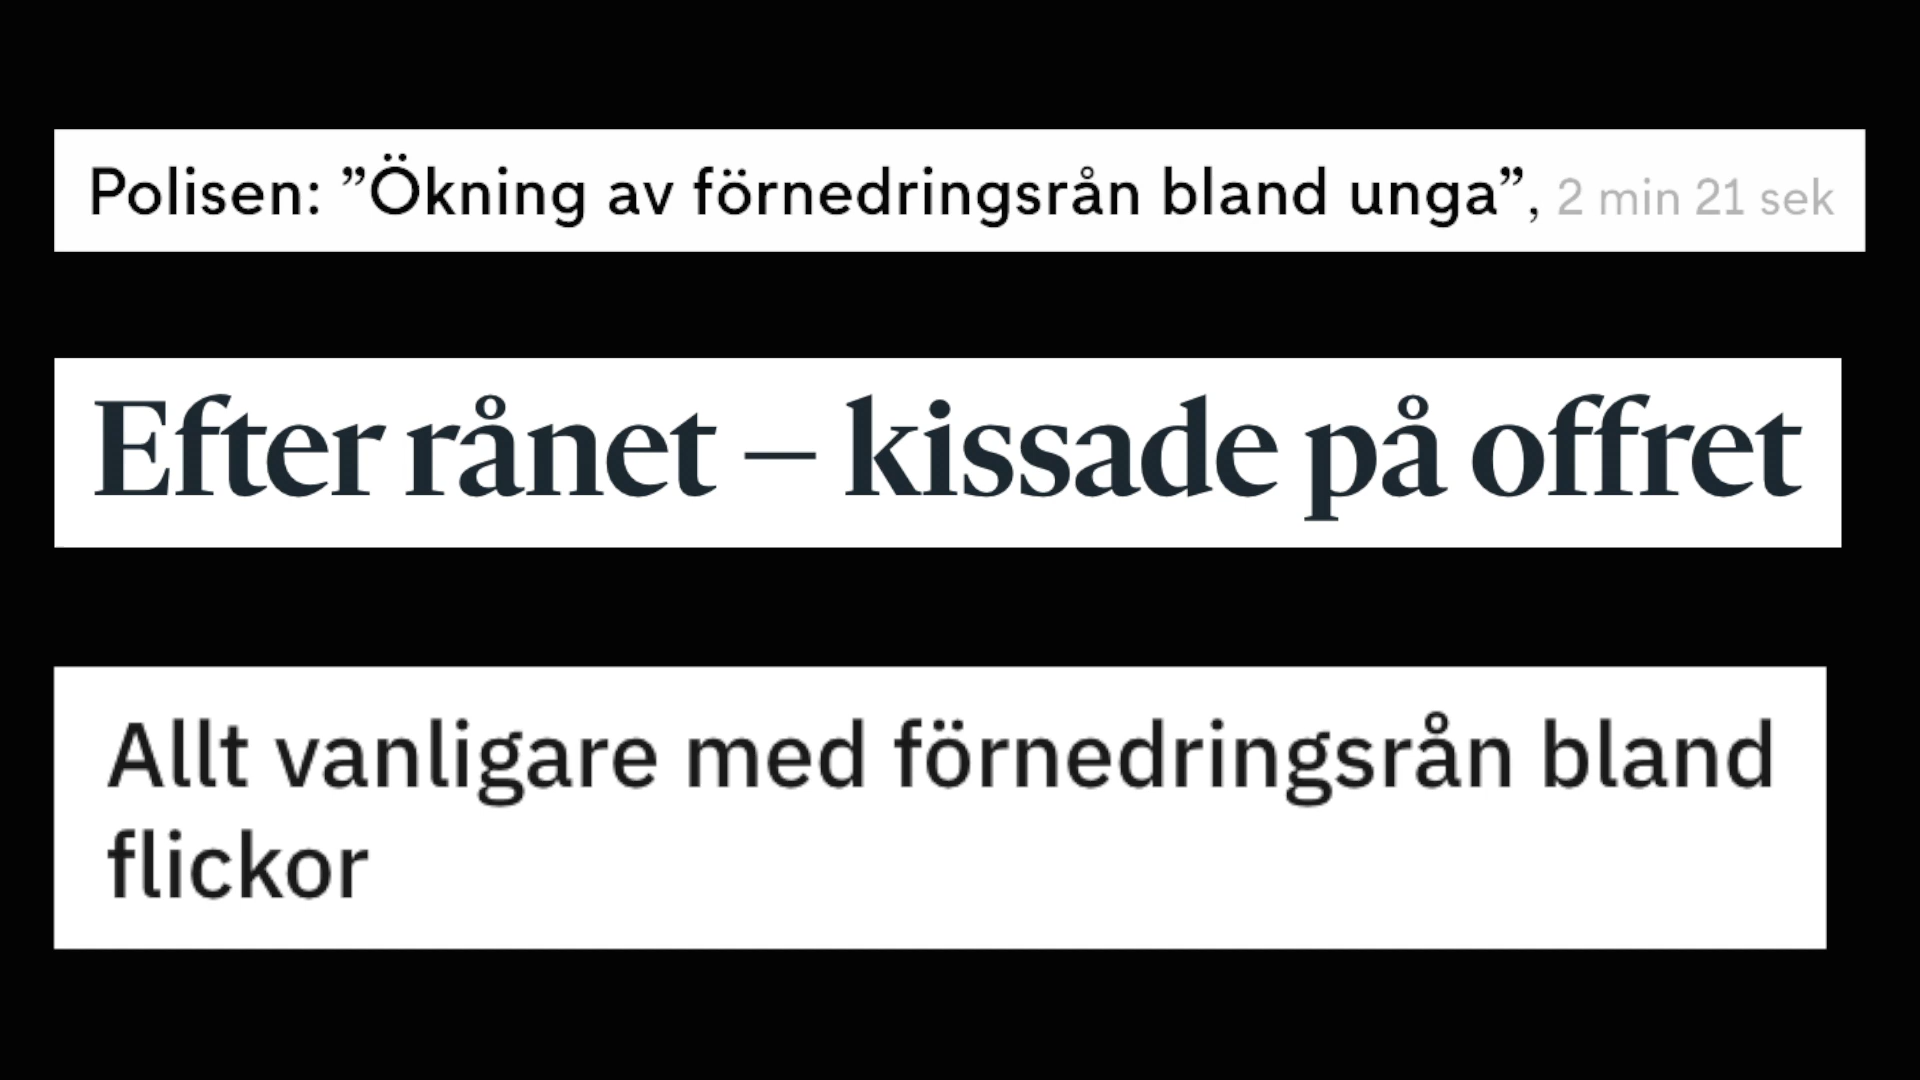 Polisen: ”Ökning av förnedringsrån bland unga”, 2 min 21 sek
Efter rånet – kissade på offret
Allt vanligare med förnedringsrån bland
flickor